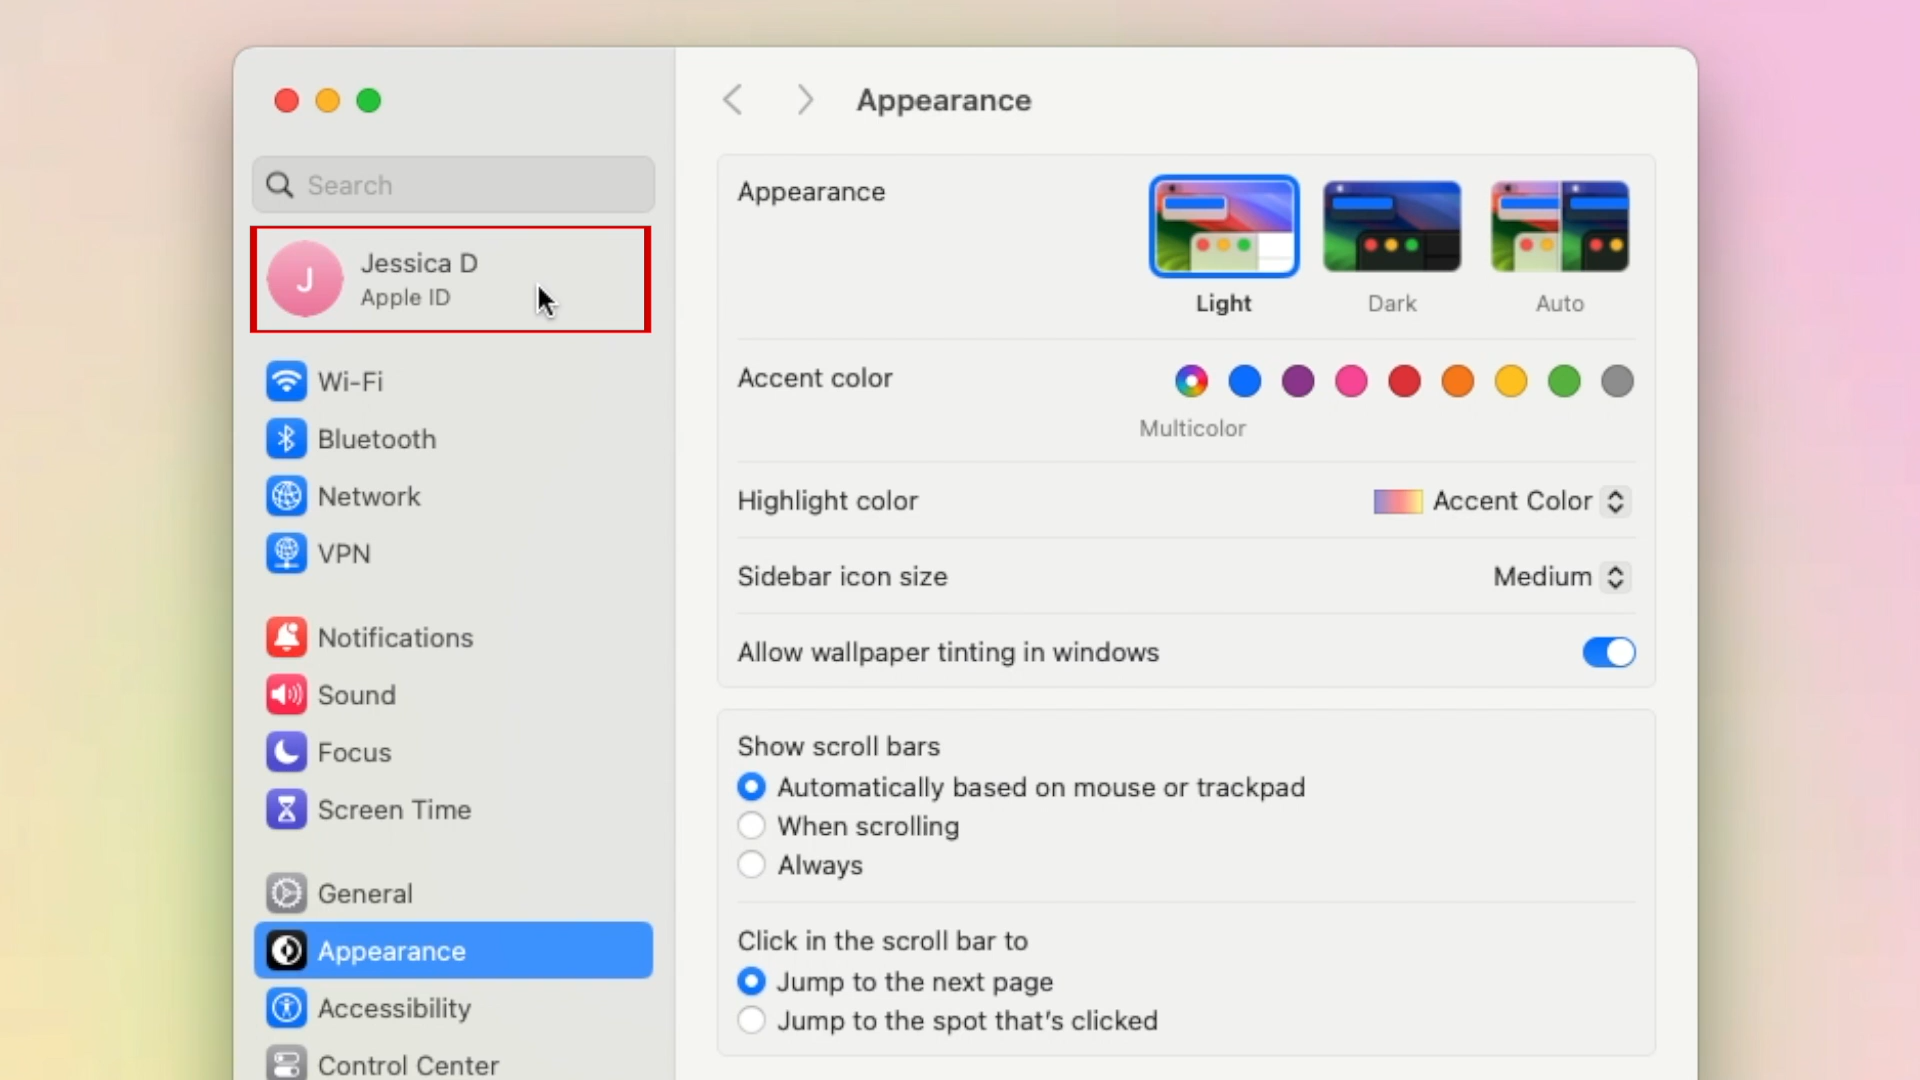 Appearance
Search
J
Jessica D
Apple ID
Wi-Fi
Bluetooth
Network
VPN
Notifications
Sound
Focus
Screen Time
General
Appearance
Accessibility
Control Center
Appearance
Light
Dark
Auto
Accent color
Multicolor
Highlight color
Accent Color
Sidebar icon size
Medium
Allow wallpaper tinting in windows
Show scroll bars
Automatically based on mouse or trackpad
When scrolling
Always
Click in the scroll bar to
Jump to the next page
Jump to the spot that's clicked